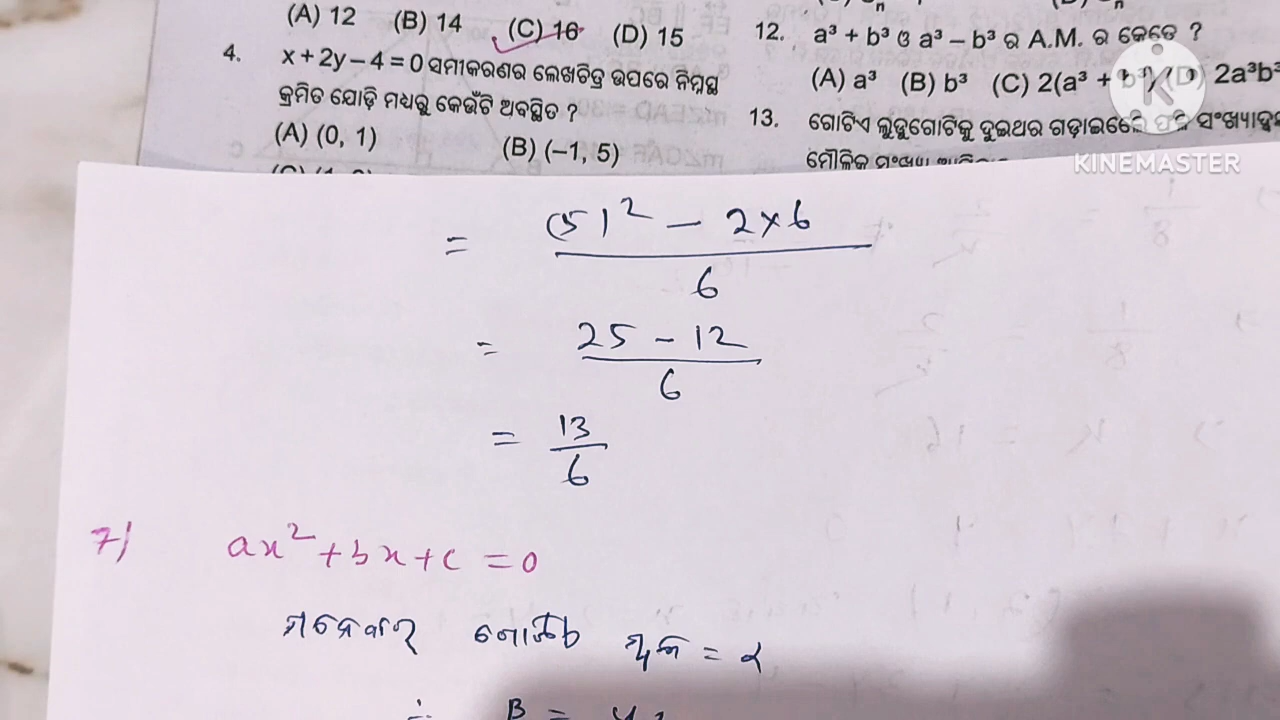 (A) 12 (B) 14 (C) 16 (D) 15
4. x + 2y – 4 = 0 ସମୀକରଣର ଲେଖଚିତ୍ର ଉପରେ ନିମ୍ନସ୍ଥ
କ୍ରମିତ ଯୋଡ଼ି ମଧ୍ୟରୁ କେଉଁଟି ଅବସ୍ଥିତ ?
(A) (0, 1) (B) (–1, 5)
12. a³ + b³ ଓ a³ – b³ ର A.M. ର କେତେ ?
(A) a³ (B) b³ (C) 2(a³ + b³) (D) 2a³b³
13. ଗୋଟିଏ ଲୁଡୁଗୋଟିକୁ ଦୁଇଥର ଗଡ଼ାଇଲେ
ମୌଳିକ
KINEMASTER
= (5)² – 2×6
6
= 25 – 12
6
= 13
6
7) ax² + bx + c = 0
ମନେକର ଗୋଟିଏ ମୂଳ = α
∴ β =